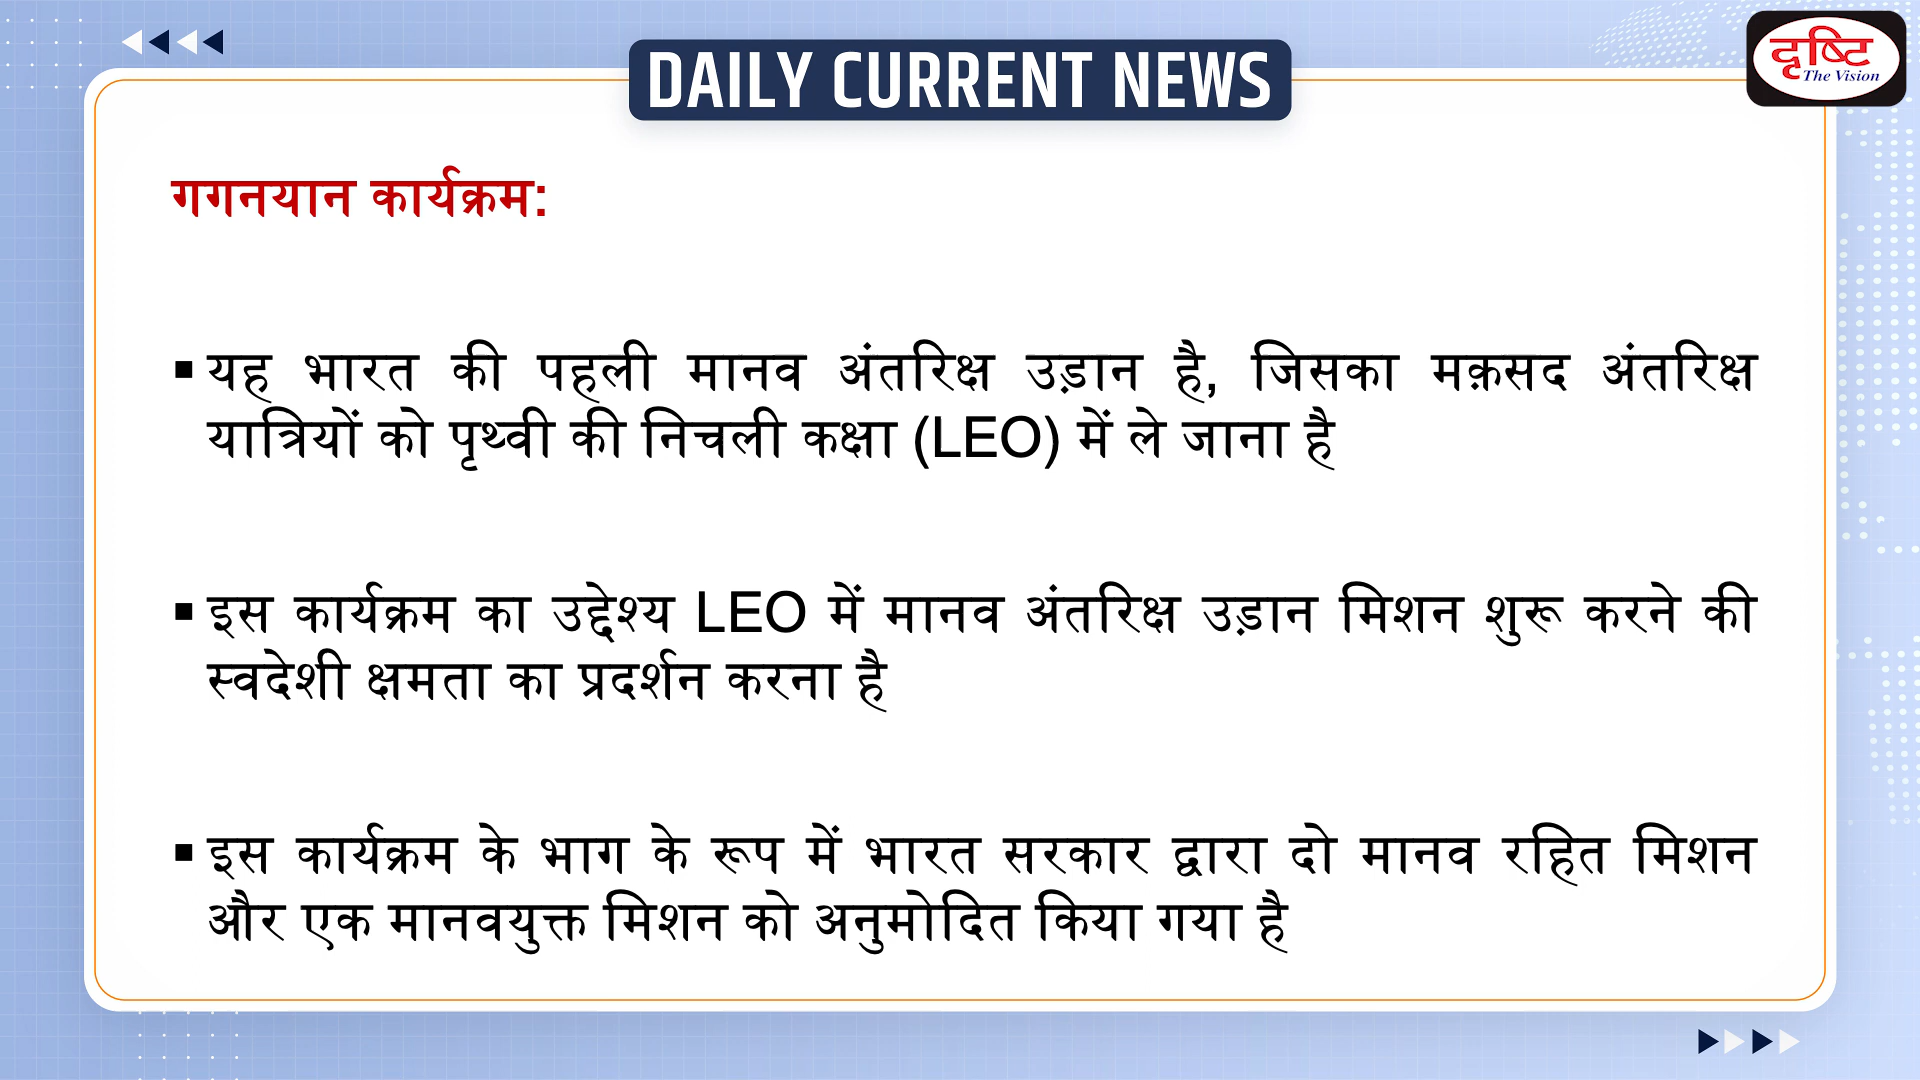 DAILY CURRENT NEWS
दृष्टि
The Vision
गगनयान कार्यक्रम:
▪ यह भारत की पहली मानव अंतरिक्ष उड़ान है, जिसका मक़सद अंतरिक्ष
यात्रियों को पृथ्वी की निचली कक्षा (LEO) में ले जाना है
▪ इस कार्यक्रम का उद्देश्य LEO में मानव अंतरिक्ष उड़ान मिशन शुरू करने की
स्वदेशी क्षमता का प्रदर्शन करना है
▪ इस कार्यक्रम के भाग के रूप में भारत सरकार द्वारा दो मानव रहित मिशन
और एक मानवयुक्त मिशन को अनुमोदित किया गया है